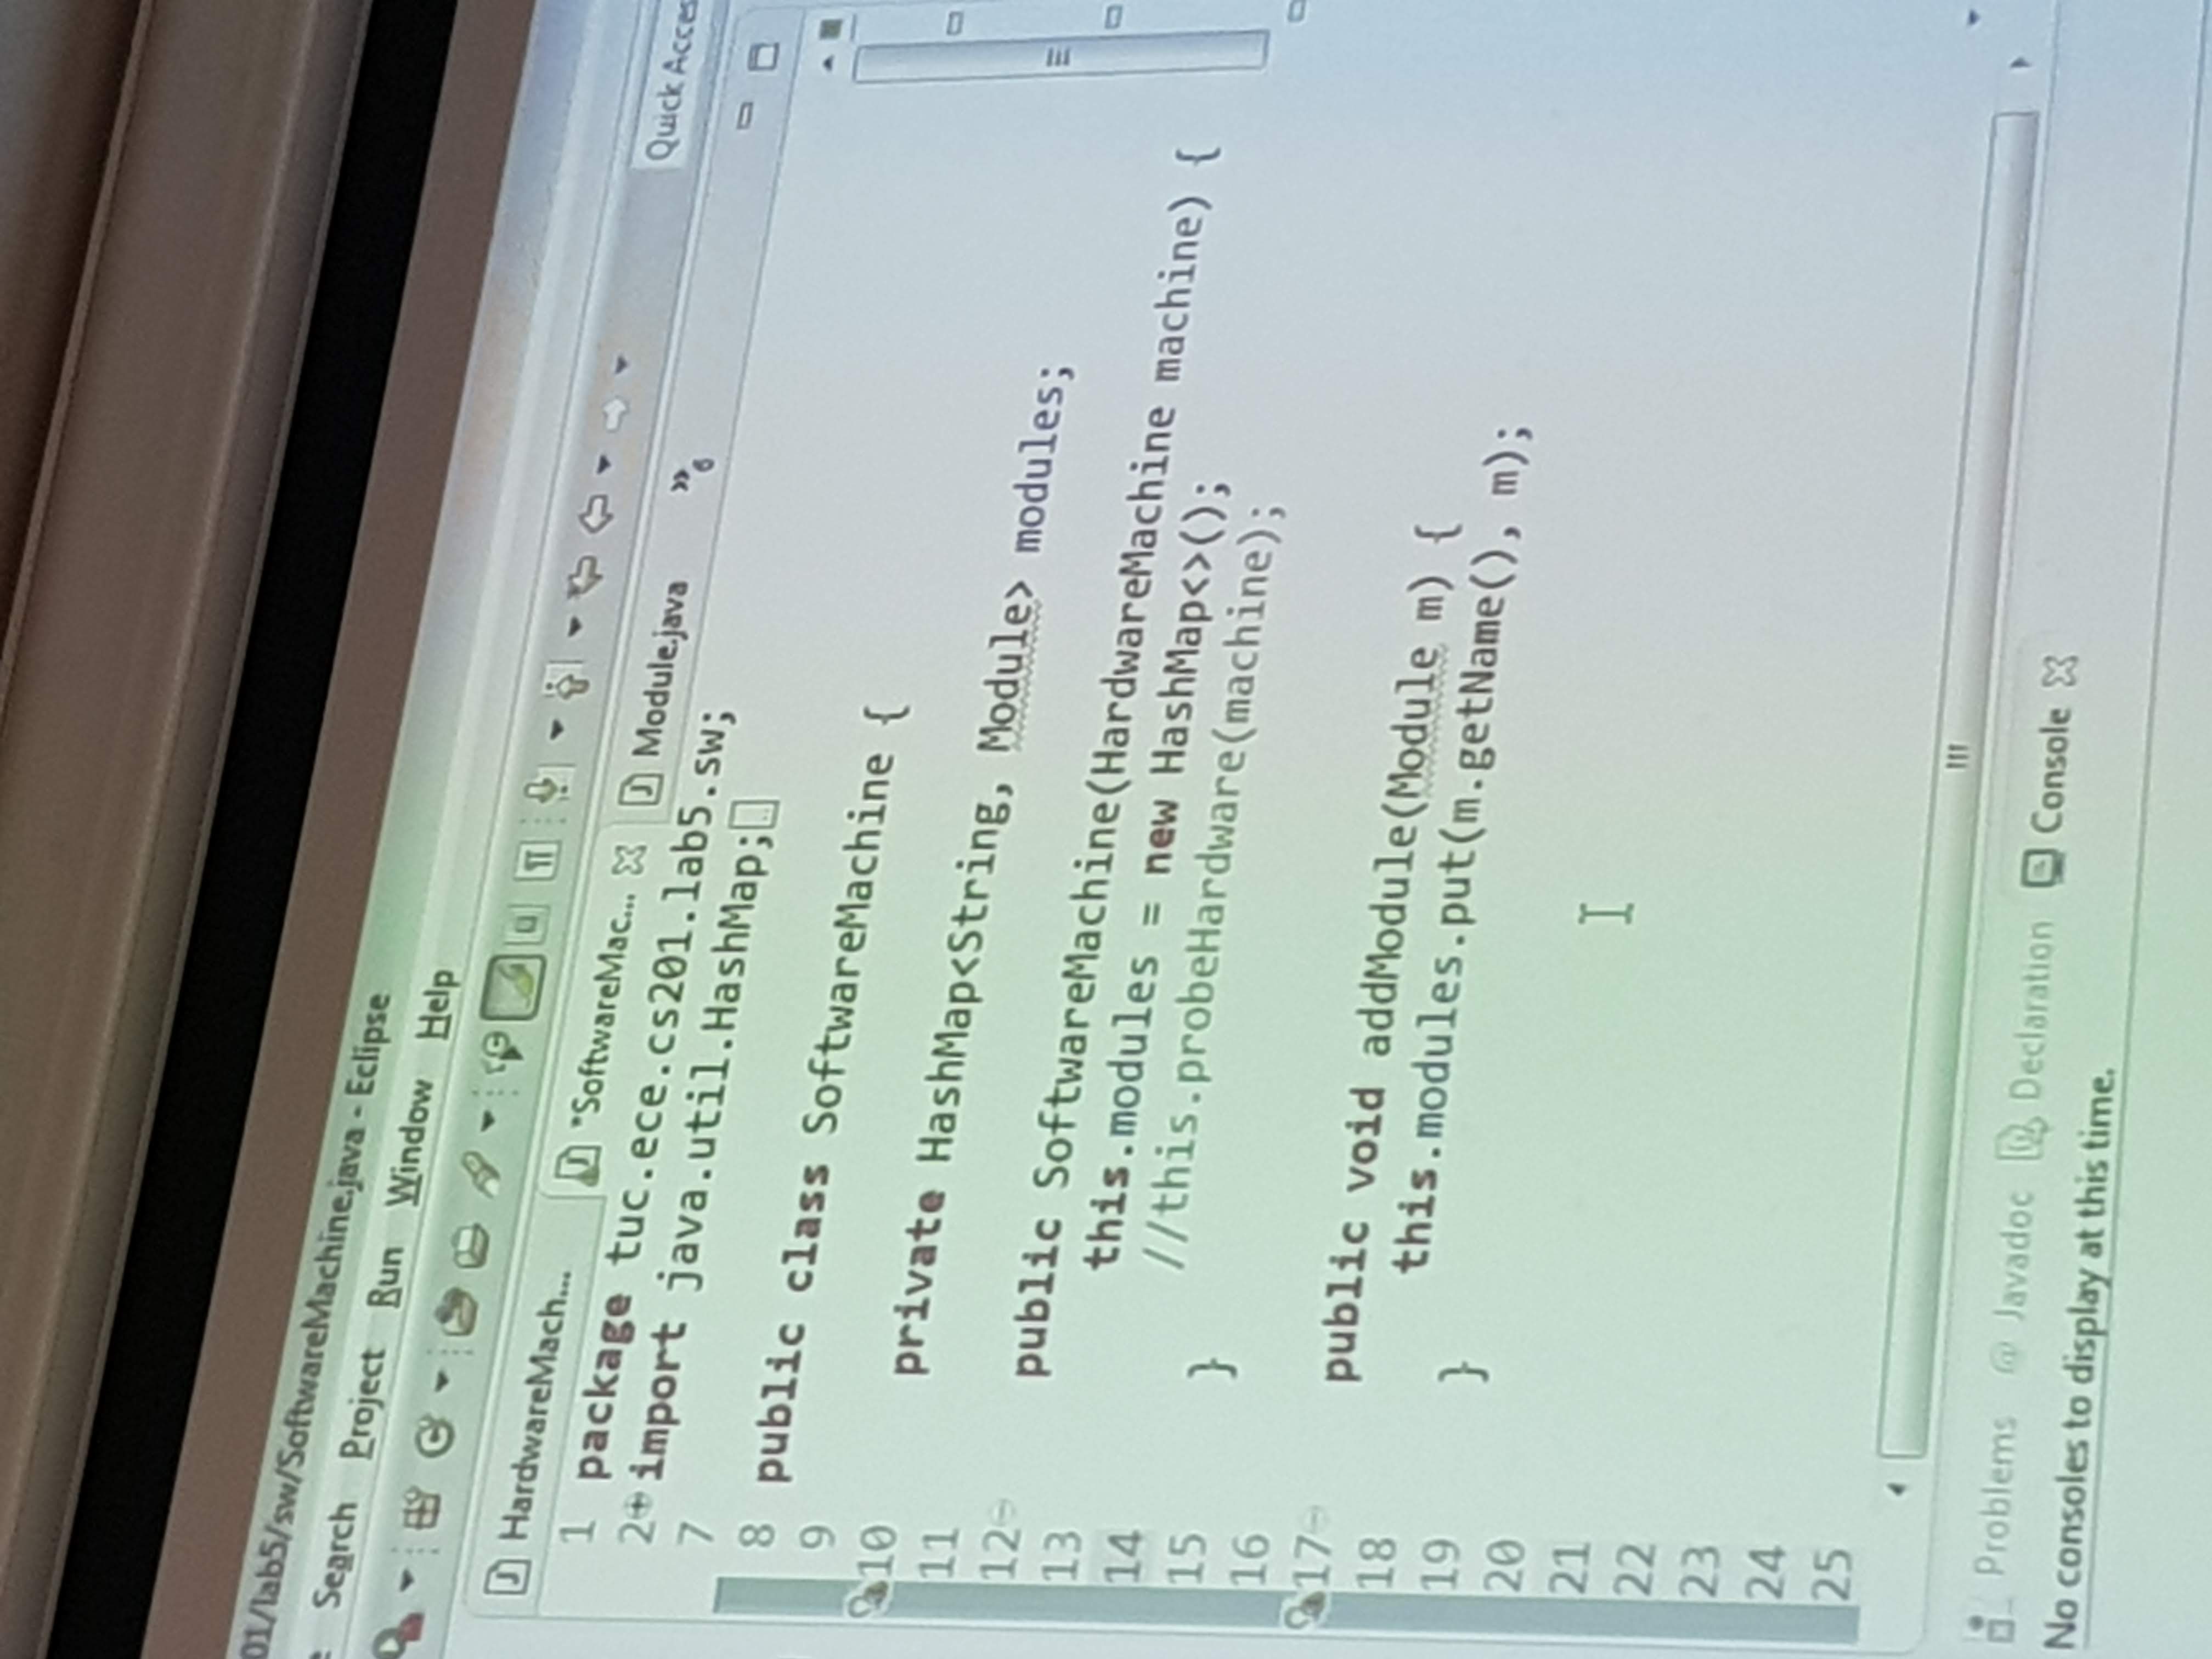 01/lab5/sw/SoftwareMachine.java - Eclipse
Search Project Run Window Help
Quick Acces
HardwareMach... *SoftwareMac... Module.java »6
1 package tuc.ece.cs201.lab5.sw;
2 import java.util.HashMap;
7
8 public class SoftwareMachine {
9
10 private HashMap<String, Module> modules;
11
12 public SoftwareMachine(HardwareMachine machine) {
13 this.modules = new HashMap<>();
14 //this.probeHardware(machine);
15 }
16
17 public void addModule(Module m) {
18 this.modules.put(m.getName(), m);
19 }
20
21
22
23
24
25
Problems @ Javadoc Declaration Console
No consoles to display at this time.